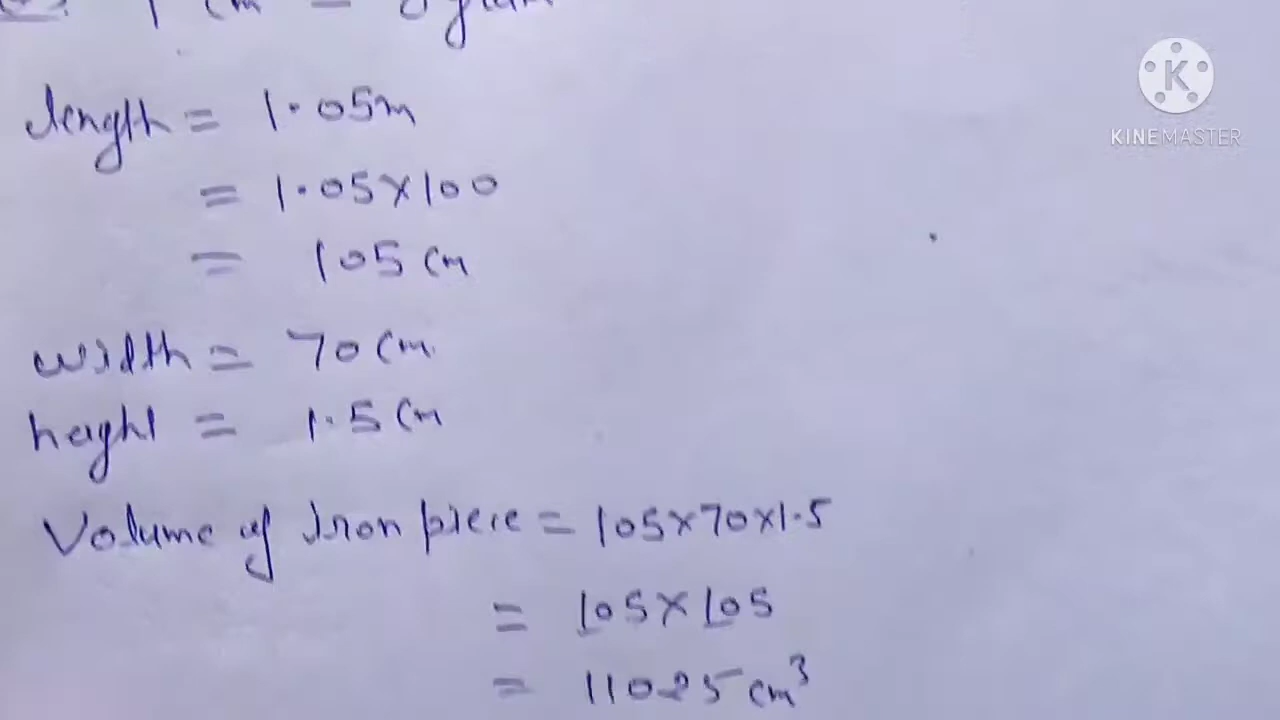 length = 1.05m
= 1.05×100
= 105 cm
width = 70 cm
height = 1.5 cm
Volume of Iron piece = 105×70×1.5
= 105×105
= 11025 cm³
K
KINEMASTER